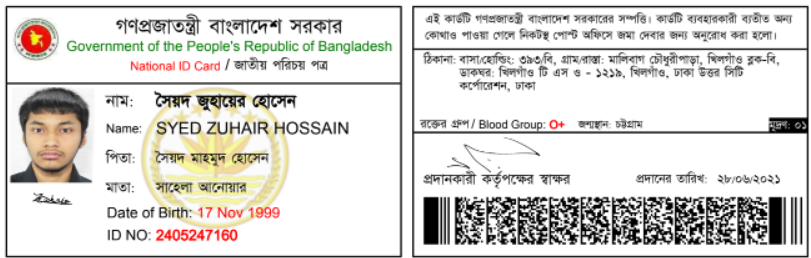 গণপ্রজাতন্ত্রী বাংলাদেশ সরকার
Government of the People's Republic of Bangladesh
National ID Card / জাতীয় পরিচয় পত্র
নাম: সৈয়দ জুহায়ের হোসেন
Name: SYED ZUHAIR HOSSAIN
পিতা: সৈয়দ মাহমুদ হোসেন
মাতা: সাহেলা আনোয়ার
Date of Birth: 17 Nov 1999
ID NO: 2405247160
এই কার্ডটি গণপ্রজাতন্ত্রী বাংলাদেশ সরকারের সম্পত্তি। কার্ডটি ব্যবহারকারী ব্যতীত অন্য
কোথাও পাওয়া গেলে নিকটস্থ পোস্ট অফিসে জমা দেবার জন্য অনুরোধ করা হলো।
ঠিকানা: বাসা/হোল্ডিং: ৩৯৩/বি, গ্রাম/রাস্তা: মালিবাগ চৌধুরীপাড়া, খিলগাঁও ব্লক-বি,
ডাকঘর: খিলগাঁও টি এস ও - ১২১৯, খিলগাঁও, ঢাকা উত্তর সিটি
কর্পোরেশন, ঢাকা
রক্তের গ্রুপ / Blood Group: O+ জন্মস্থান: চট্টগ্রাম মুদ্রণ: ০১
প্রদানকারী কর্তৃপক্ষের স্বাক্ষর প্রদানের তারিখ: ২৮/০৬/২০২১